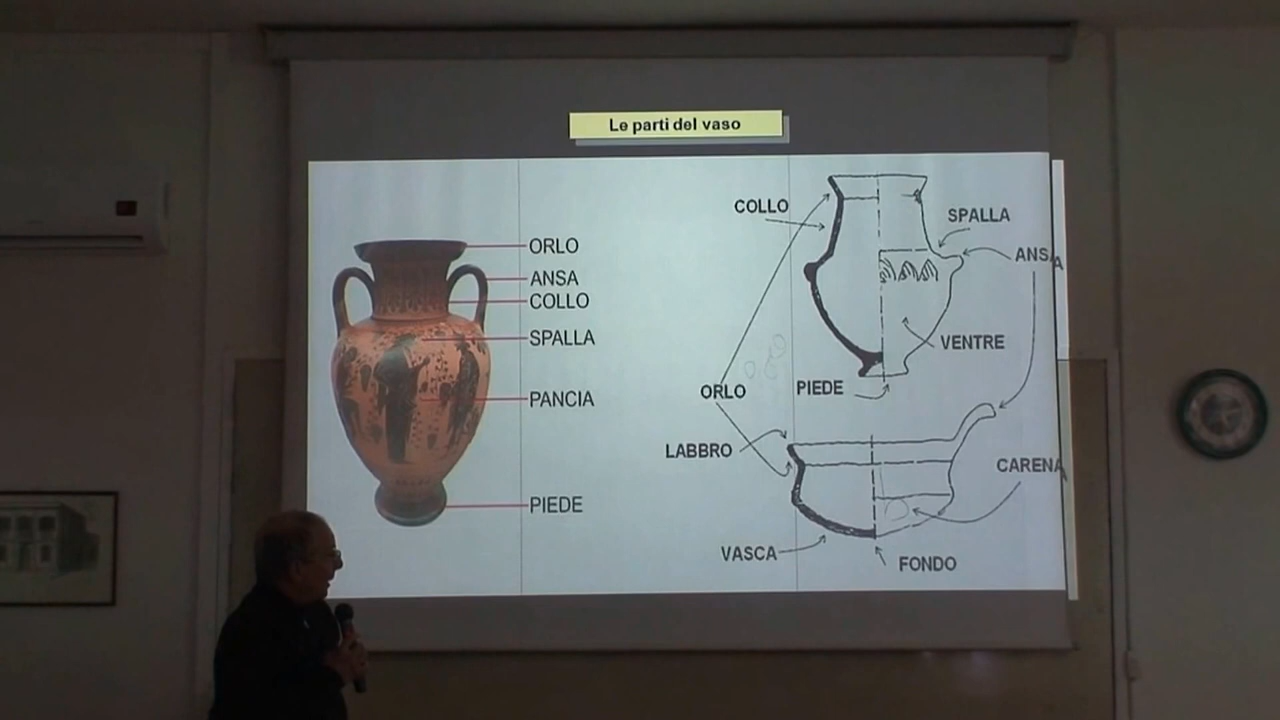 Le parti del vaso
ORLO
ANSA
COLLO
SPALLA
PANCIA
PIEDE
COLLO
SPALLA
ANSA
VENTRE
PIEDE
ORLO
LABBRO
CARENA
VASCA
FONDO